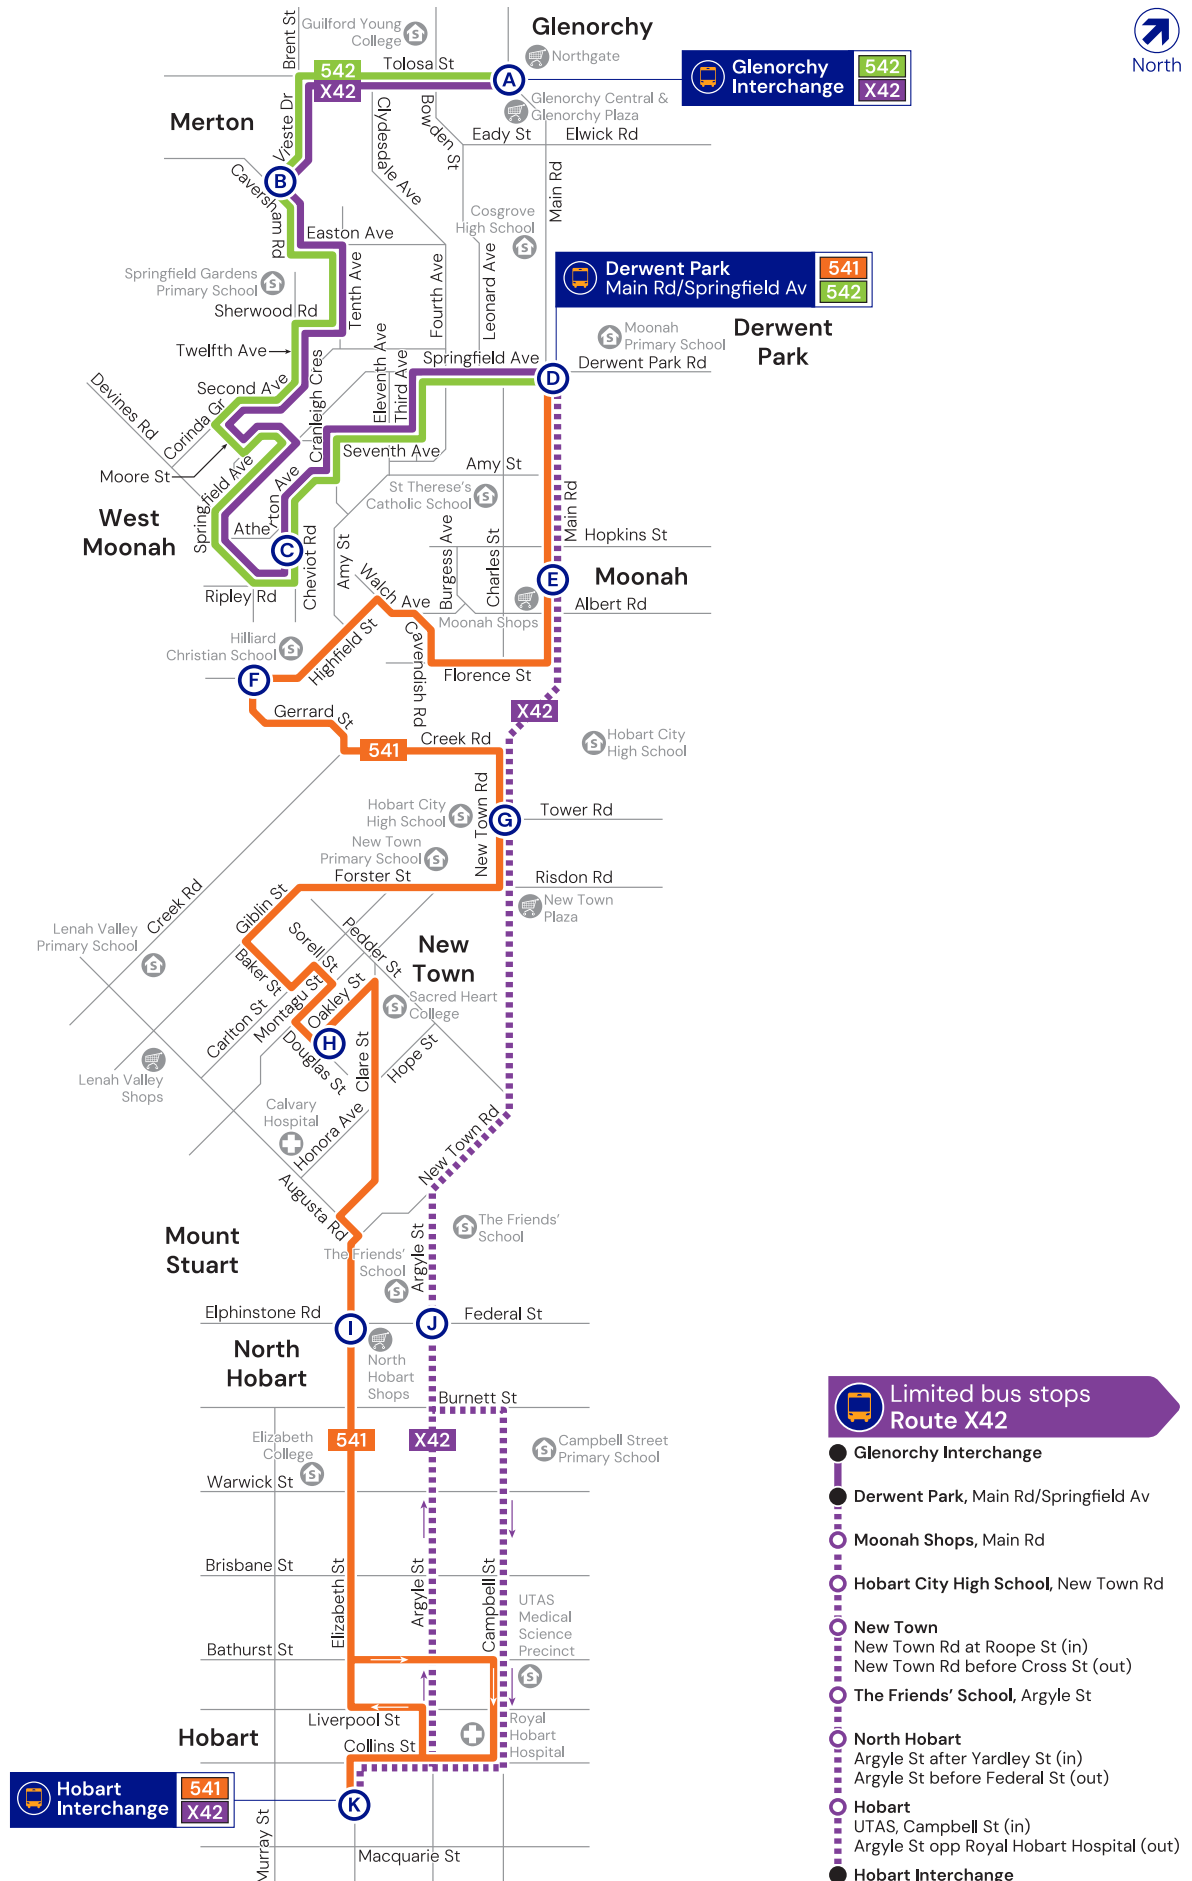 Glenorchy
Guilford Young
College
Brent St
Northgate
North
Tolosa St
542
X42
A
Glenorchy
Interchange
542
X42
Glenorchy Central &
Glenorchy Plaza
Merton
Vieste Dr
Clydesdale Ave
Bowden St
Eady St
Elwick Rd
Main Rd
B
Caversham Rd
Cosgrove
High School
Easton Ave
Springfield Gardens
Primary School
Tenth Ave
Fourth Ave
Leonard Ave
Derwent Park
Main Rd/Springfield Av
541
542
Sherwood Rd
Moonah
Primary School
Derwent
Park
Twelfth Ave
Springfield Ave
Derwent Park Rd
D
Devines Rd
Second Ave
Corinda Gr
Cranleigh Cres
Eleventh Ave
Third Ave
Seventh Ave
Moore St
Springfield Ave
Atherton Ave
Amy St
St Therese's
Catholic School
Main Rd
West
Moonah
C
Cheviot Rd
Amy St
Burgess Ave
Charles St
Hopkins St
E
Moonah
Ripley Rd
Walch Ave
Albert Rd
Moonah Shops
Hilliard
Christian School
Highfield St
Cavendish Rd
Florence St
F
Gerrard St
X42
Creek Rd
541
Hobart City
High School
New Town Rd
Hobart City
High School
G
Tower Rd
New Town
Primary School
Forster St
Risdon Rd
Creek Rd
Giblin St
New Town
Plaza
Lenah Valley
Primary School
Sorell St
Pedder St
New
Town
Baker St
Carlton St
Montagu St
Oakley St
Sacred Heart
College
H
Douglas St
Clare St
Hope St
Lenah Valley
Shops
Calvary
Hospital
Honora Ave
New Town Rd
Augusta Rd
Mount
Stuart
The Friends'
School
Argyle St
The Friends'
School
Elphinstone Rd
I
J
Federal St
North
Hobart
North
Hobart
Shops
Burnett St
Elizabeth
College
541
X42
Campbell Street
Primary School
Warwick St
Brisbane St
Elizabeth St
Argyle St
Campbell St
UTAS
Medical
Science
Precinct
Bathurst St
Liverpool St
Royal
Hobart
Hospital
Hobart
Collins St
Hobart
Interchange
541
X42
K
Murray St
Macquarie St
Limited bus stops
Route X42
Glenorchy Interchange
Derwent Park, Main Rd/Springfield Av
Moonah Shops, Main Rd
Hobart City High School, New Town Rd
New Town
New Town Rd at Roope St (in)
New Town Rd before Cross St (out)
The Friends' School, Argyle St
North Hobart
Argyle St after Yardley St (in)
Argyle St before Federal St (out)
Hobart
UTAS, Campbell St (in)
Argyle St opp Royal Hobart Hospital (out)
Hobart Interchange